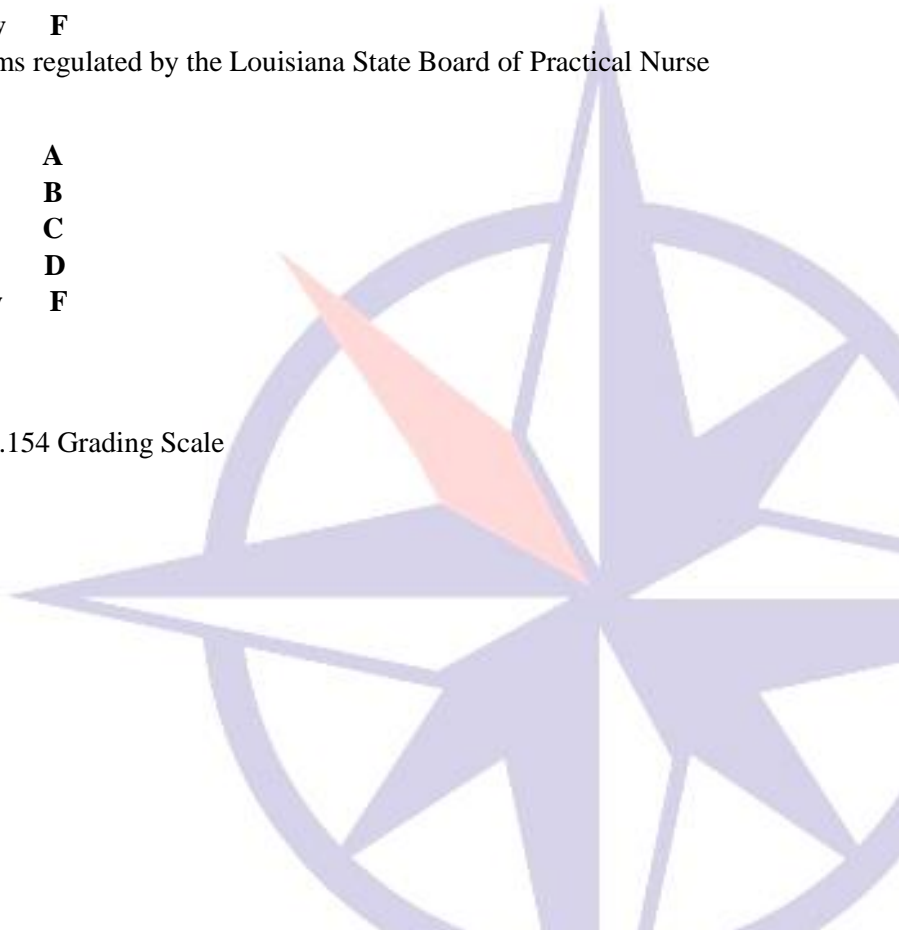 F
ms regulated by the Louisiana State Board of Practical Nurse
A
B
C
D
F
.154 Grading Scale